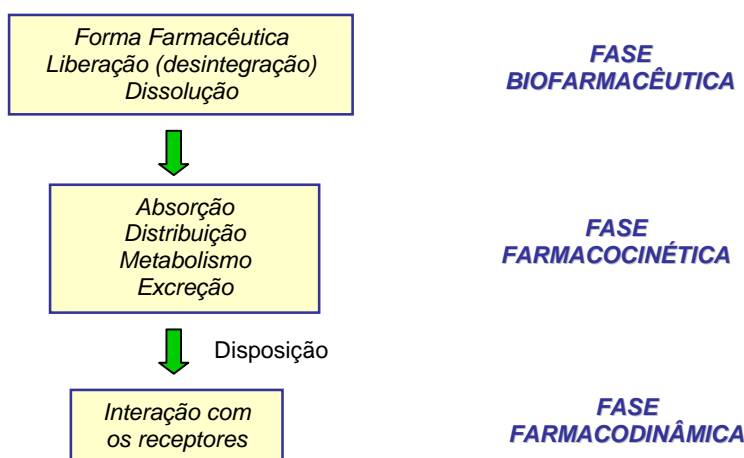 Forma Farmacêutica
Liberação (desintegração)
Dissolução
FASE
BIOFARMACÊUTICA
Absorção
Distribuição
Metabolismo
Excreção
FASE
FARMACOCINÉTICA
Disposição
Interação com
os receptores
FASE
FARMACODINÂMICA